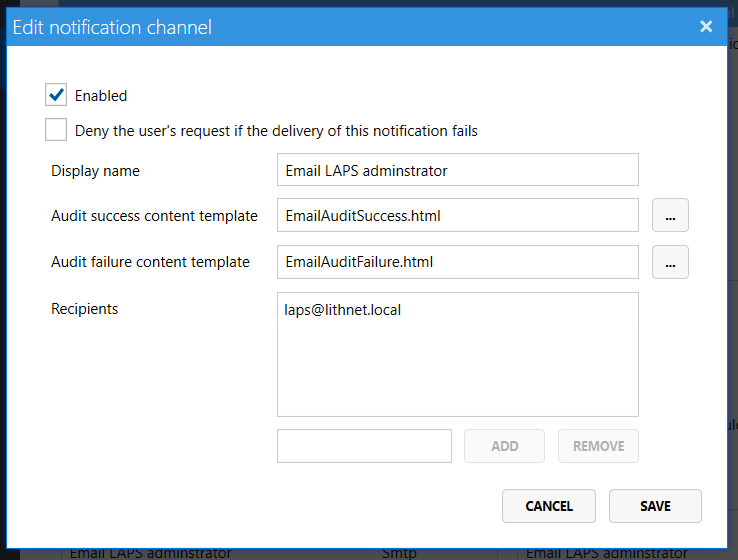 Edit notification channel
Enabled
Deny the user's request if the delivery of this notification fails
Display name Email LAPS adminstrator
Audit success content template EmailAuditSuccess.html ...
Audit failure content template EmailAuditFailure.html ...
Recipients laps@lithnet.local
ADD REMOVE
CANCEL SAVE
Email LAPS adminstrator Smtp Email LAPS adminstrator